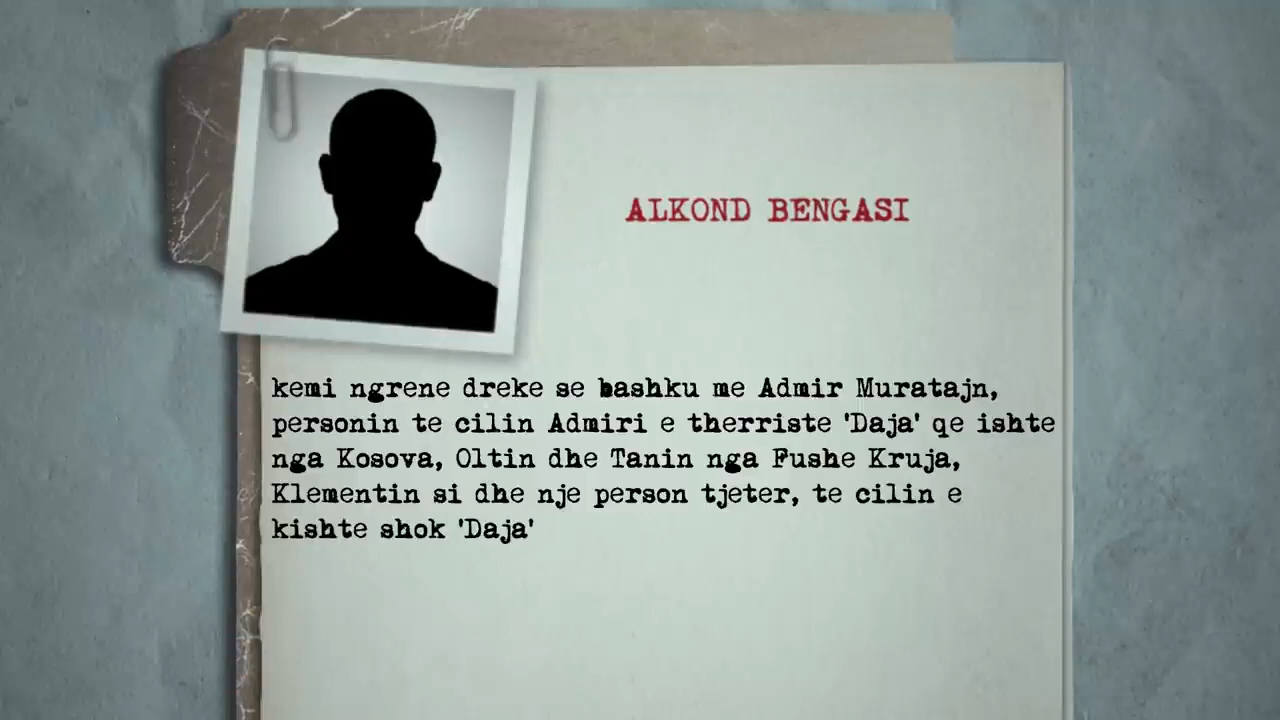 ALKOND BENGASI
kemi ngrene dreke se bashku me Admir Muratajn,
personin te cilin Admiri e therriste 'Daja' qe ishte
nga Kosova, Oltin dhe Tanin nga Fushe Kruja,
Klementin si dhe nje person tjeter, te cilin e
kishte shok 'Daja'